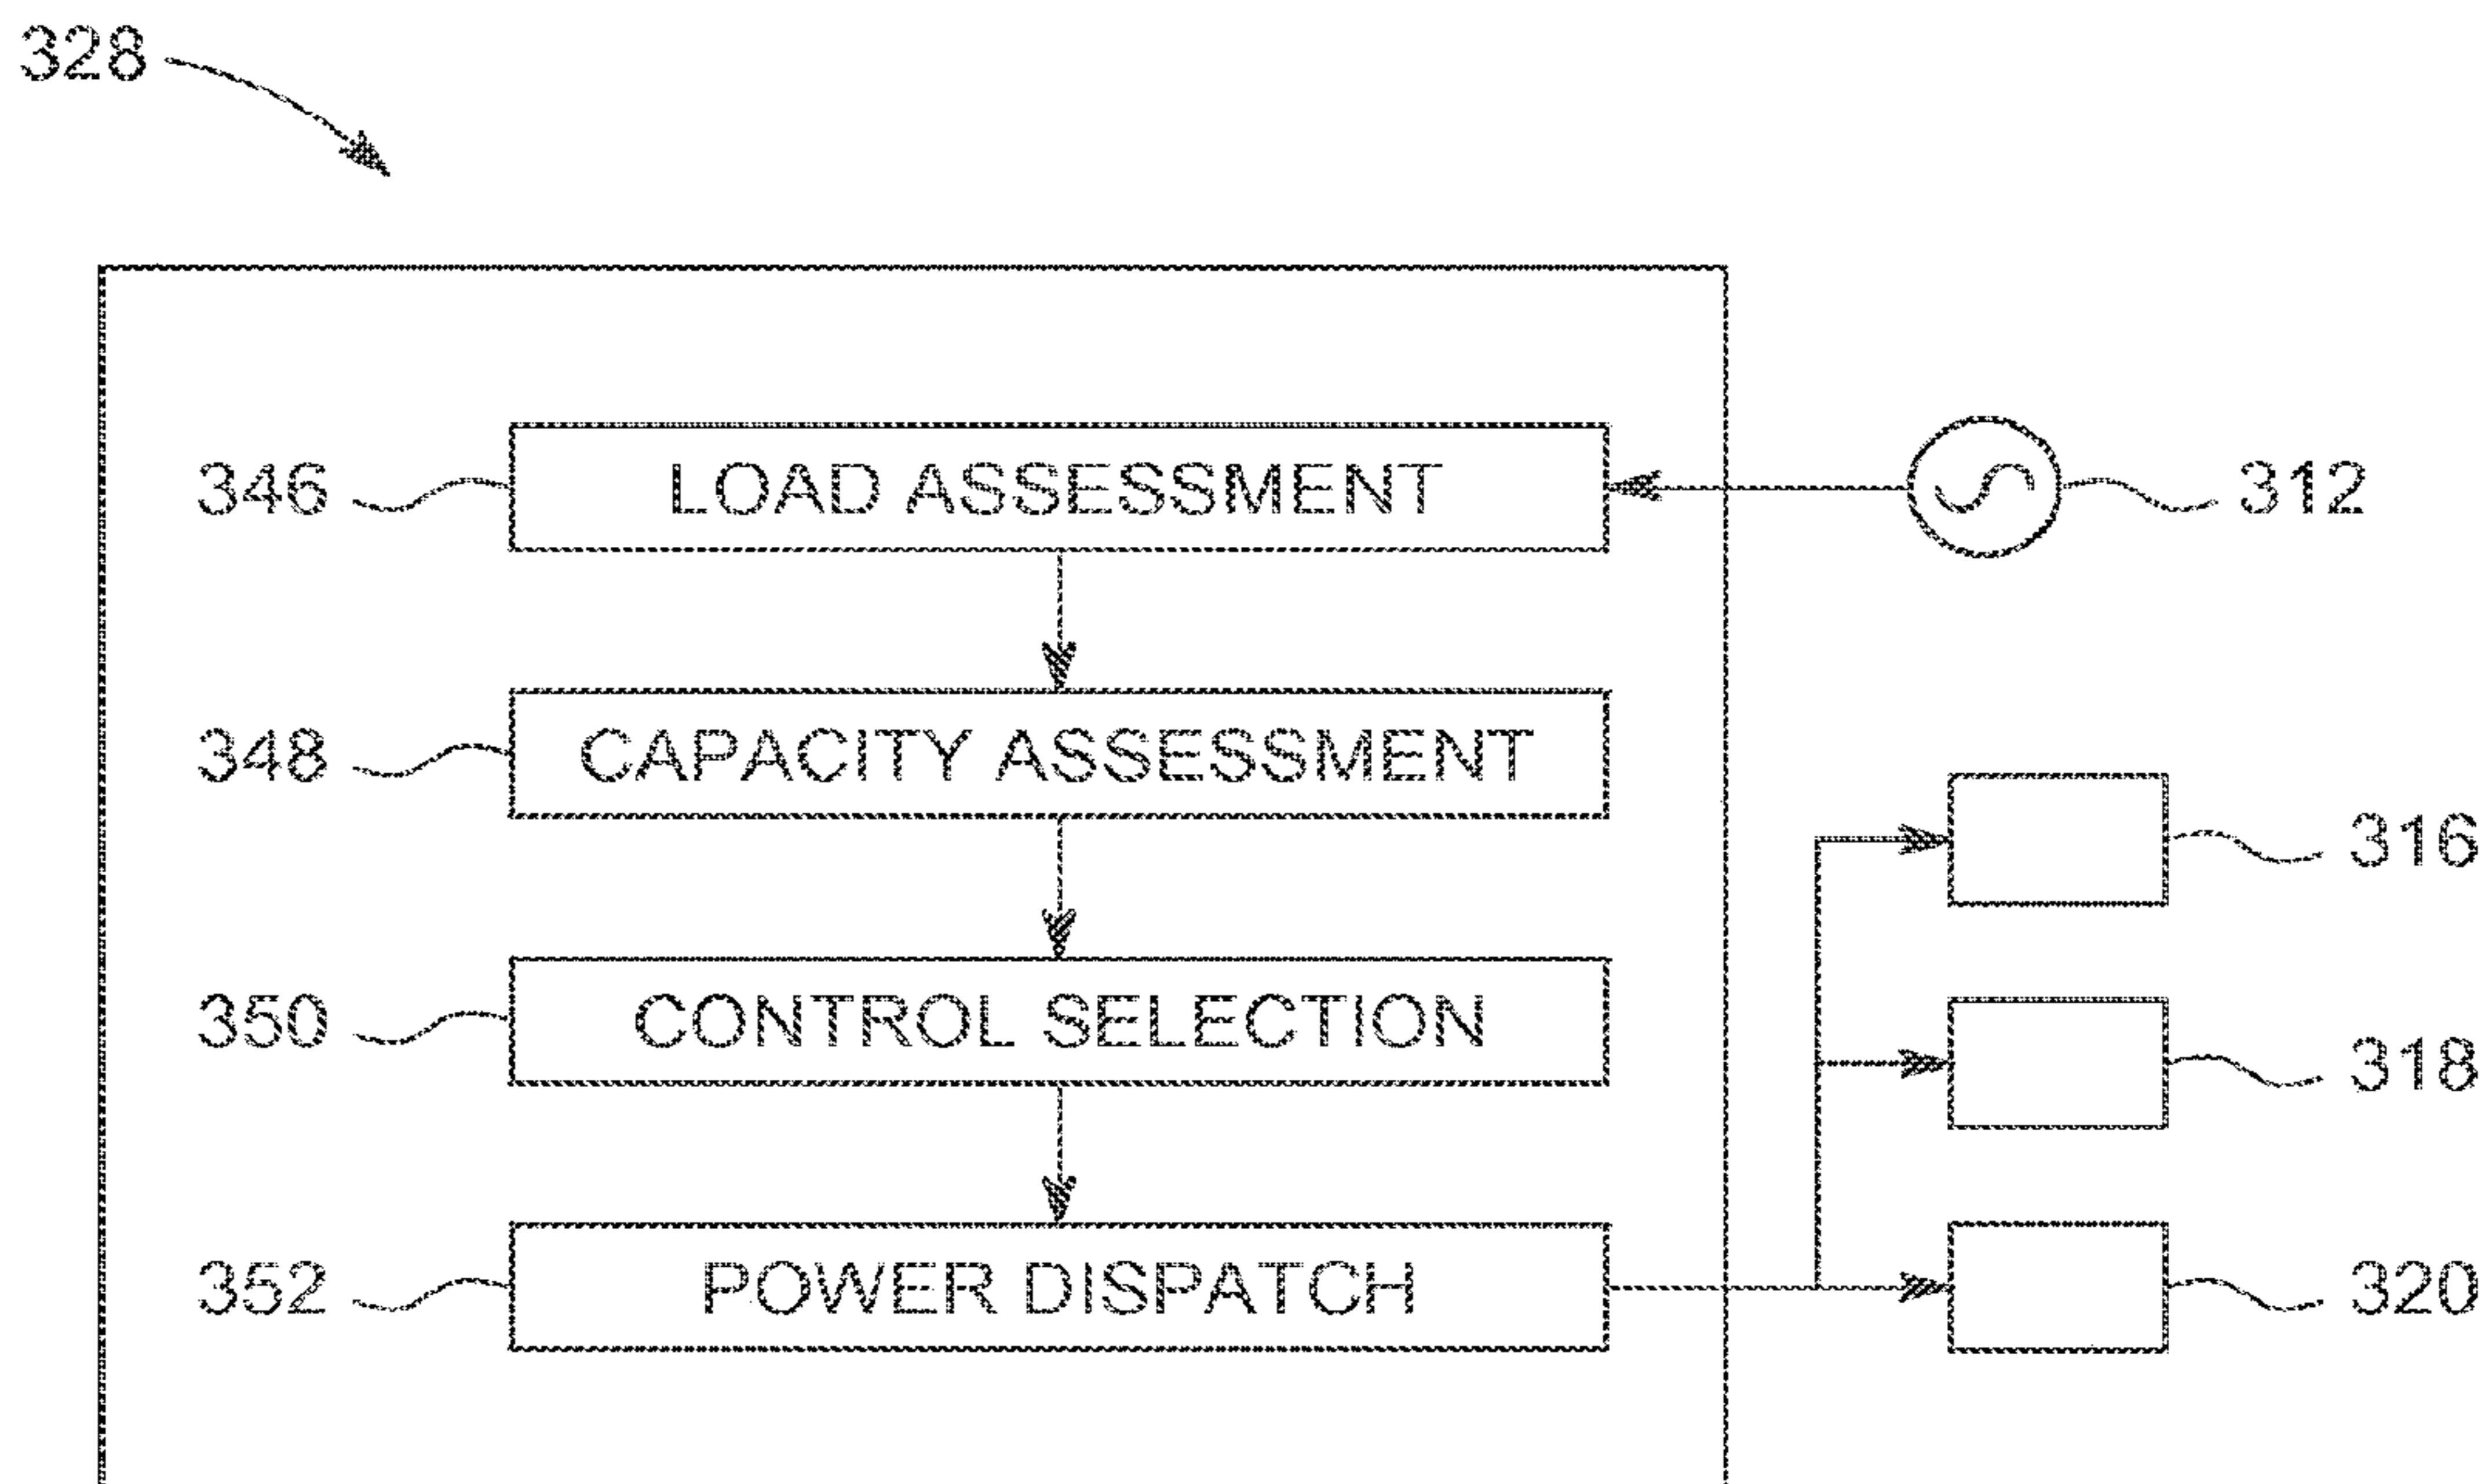 328
346 LOAD ASSESSMENT 312
348 CAPACITY ASSESSMENT
316
350 CONTROL SELECTION
318
352 POWER DISPATCH 320